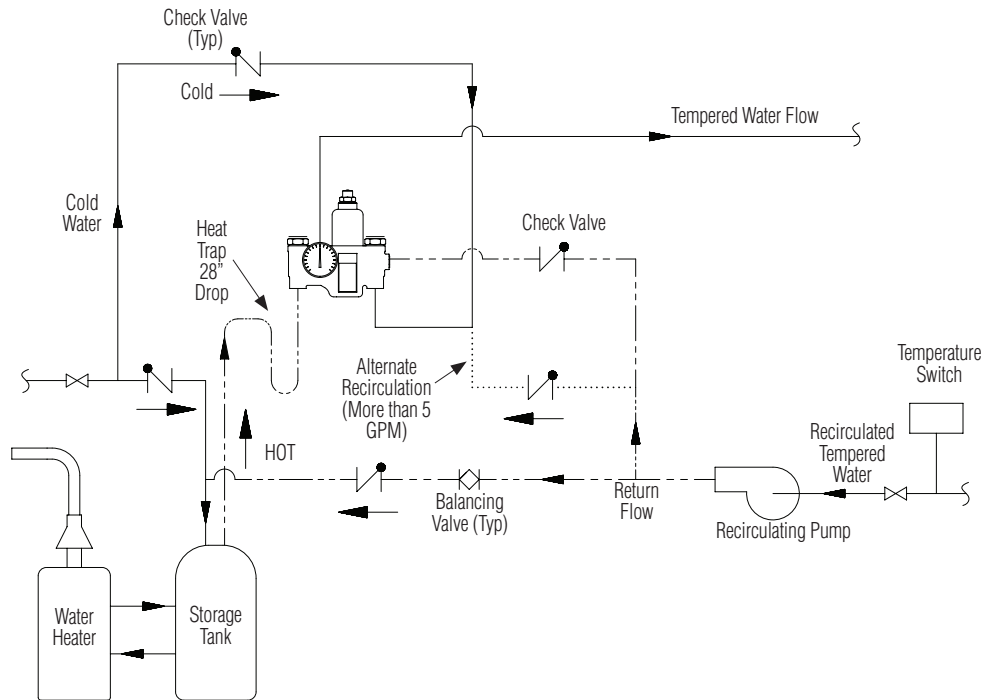 Check Valve
(Typ)
Cold
Tempered Water Flow
Cold
Water
Heat
Trap
28”
Drop
Check Valve
Alternate
Recirculation
(More than 5
GPM)
Temperature
Switch
HOT
Recirculated
Tempered
Water
Balancing
Valve (Typ)
Return
Flow
Recirculating Pump
Water
Heater
Storage
Tank